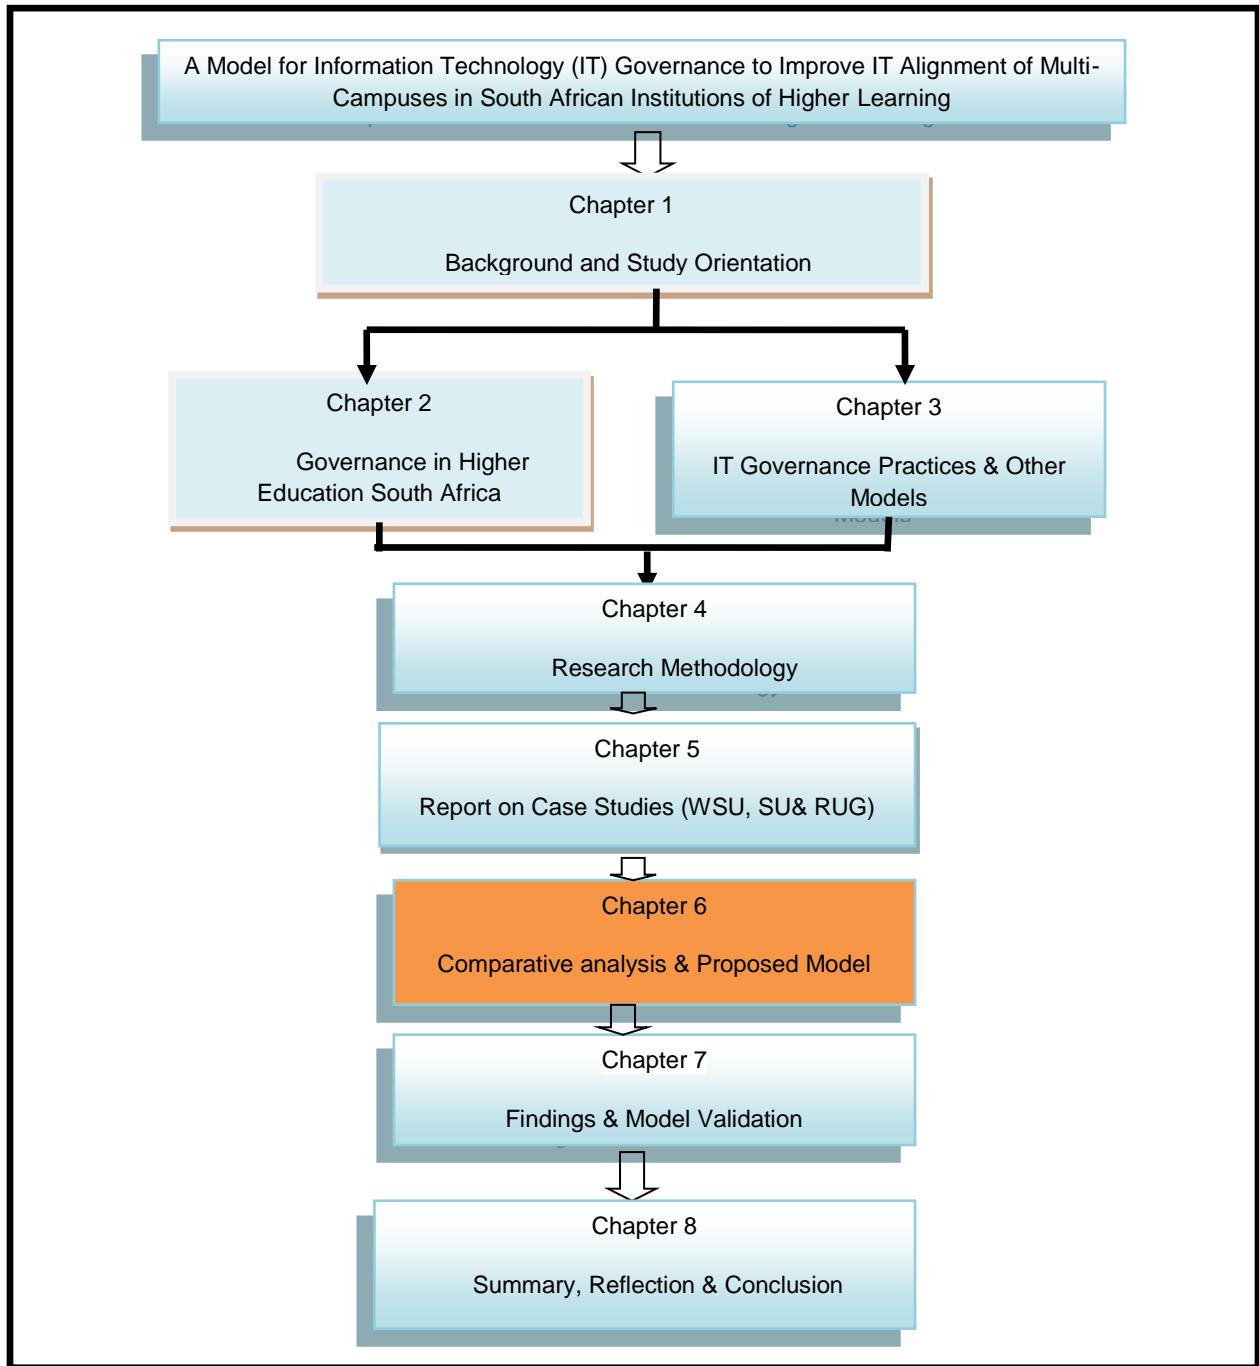 A Model for Information Technology (IT) Governance to Improve IT Alignment of Multi-
Campuses in South African Institutions of Higher Learning
Chapter 1
Background and Study Orientation
Chapter 2
Governance in Higher
Education South Africa
Chapter 3
IT Governance Practices & Other
Models
Chapter 4
Research Methodology
Chapter 5
Report on Case Studies (WSU, SU& RUG)
Chapter 6
Comparative analysis & Proposed Model
Chapter 7
Findings & Model Validation
Chapter 8
Summary, Reflection & Conclusion